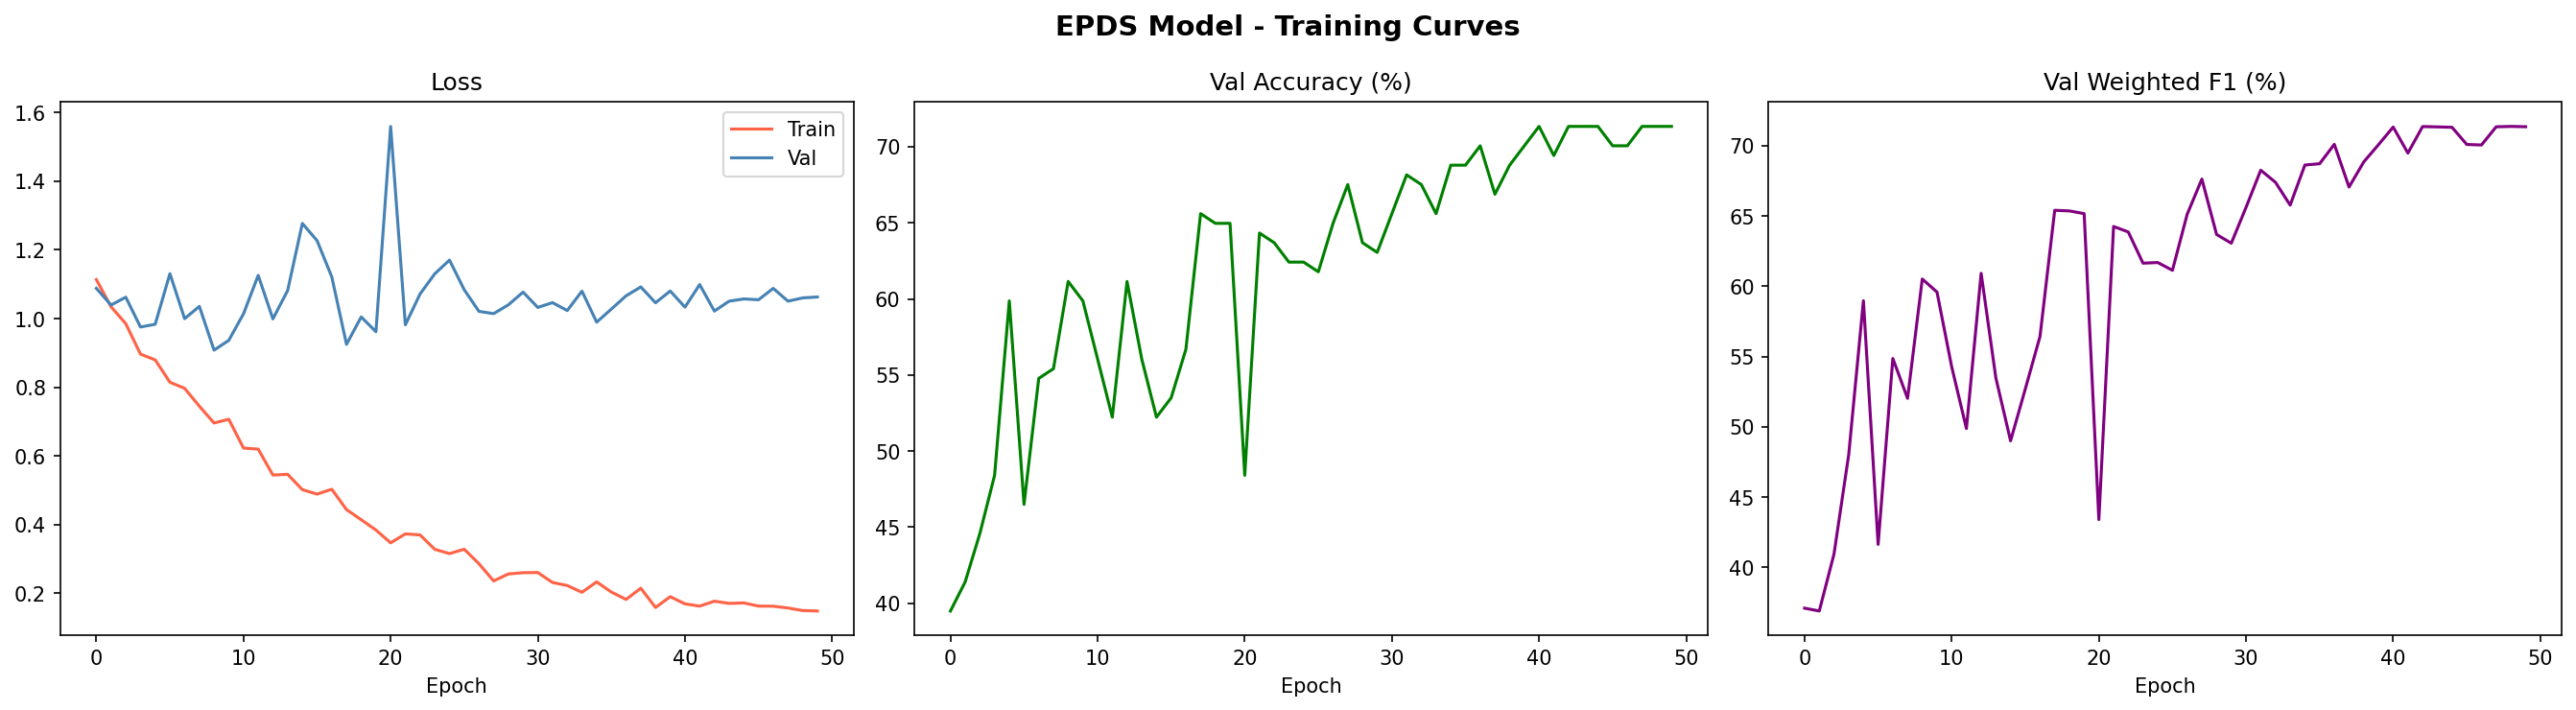 EPDS Model - Training Curves
Loss
1.6
1.4
1.2
1.0
0.8
0.6
0.4
0.2
0 10 20 30 40 50
Epoch
Train
Val
Val Accuracy (%)
70
65
60
55
50
45
40
0 10 20 30 40 50
Epoch
Val Weighted F1 (%)
70
65
60
55
50
45
40
0 10 20 30 40 50
Epoch